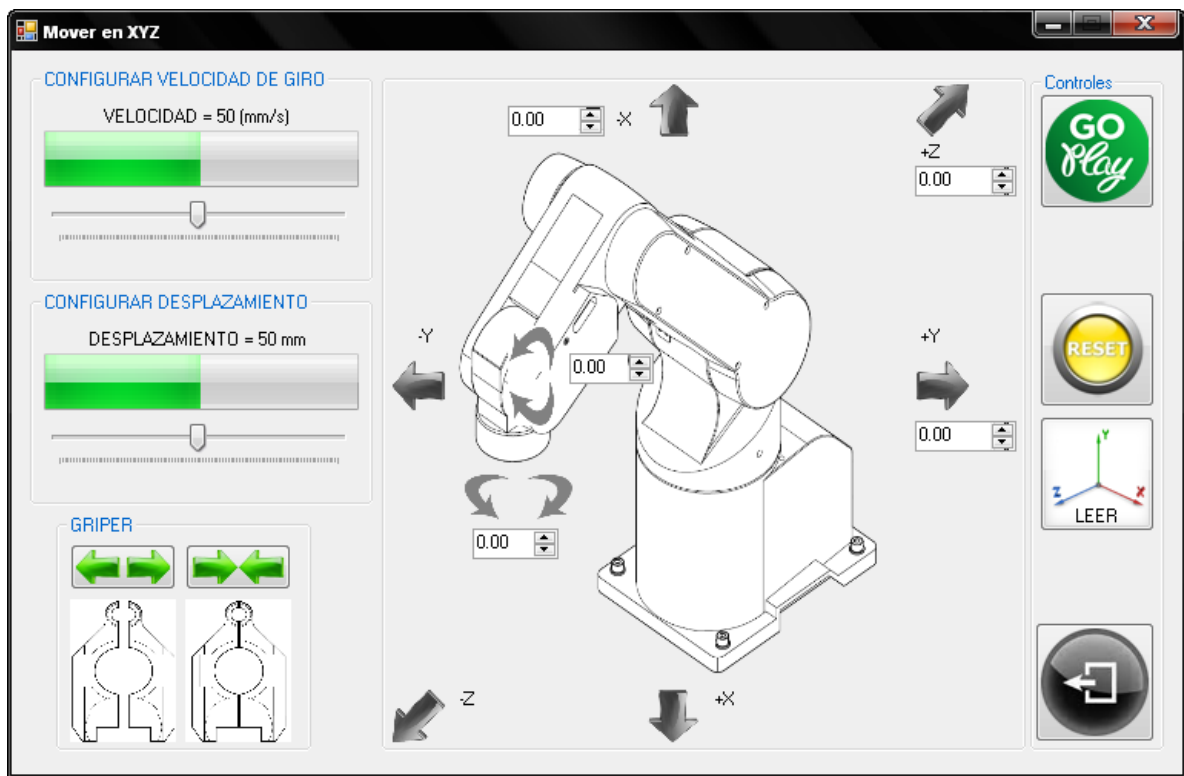 Mover en XYZ
CONFIGURAR VELOCIDAD DE GIRO
VELOCIDAD = 50 (mm/s)
CONFIGURAR DESPLAZAMIENTO
DESPLAZAMIENTO = 50 mm
GRIPER
0.00
-X
+Z
0.00
-Y
0.00
+Y
0.00
0.00
-Z
+X
Controles
GO
Play
RESET
Y
Z
X
LEER